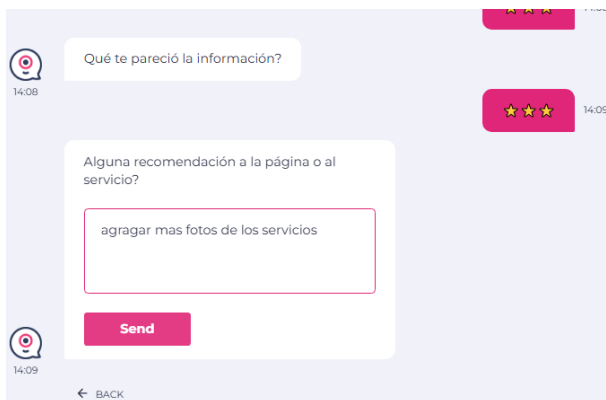 Qué te pareció la información?
14:08
14:09
Alguna recomendación a la página o al
servicio?
agragar mas fotos de los servicios
Send
14:09
BACK